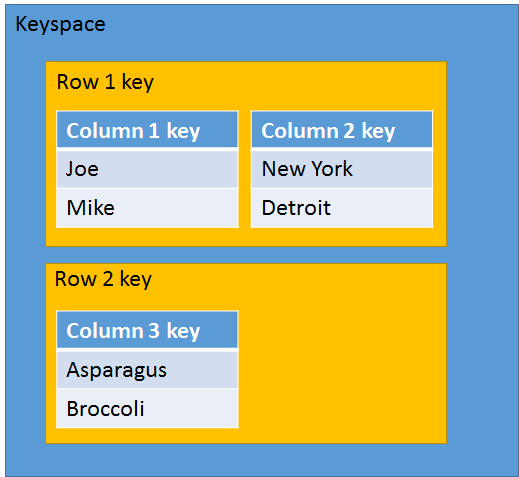 Keyspace
Row 1 key
Column 1 key
Column 2 key
Joe
New York
Mike
Detroit
Row 2 key
Column 3 key
Asparagus
Broccoli